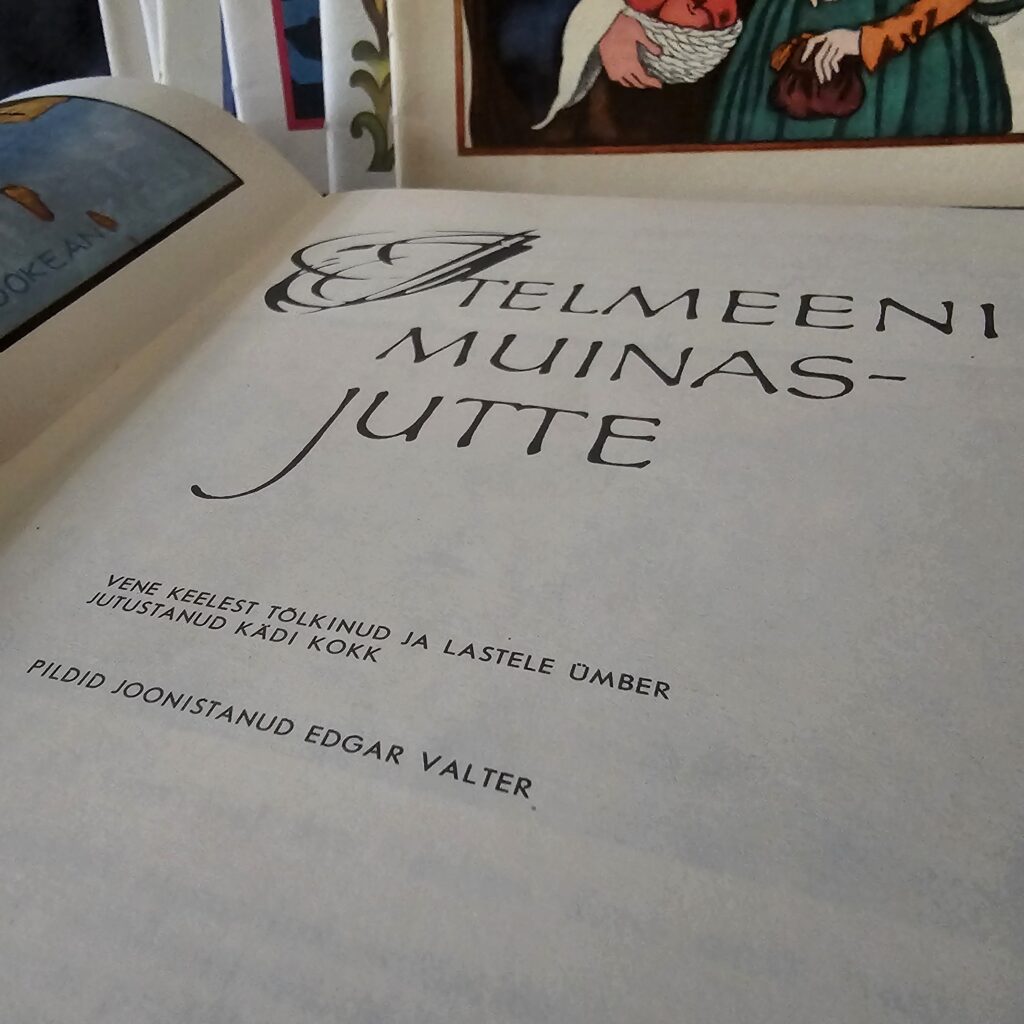 ITELMEENI
MUINAS-
JUTTE
VENE KEELEST TÕLKINUD JA LASTELE ÜMBER
JUTUSTANUD KÄDI KOKK
PILDID JOONISTANUD EDGAR VALTER